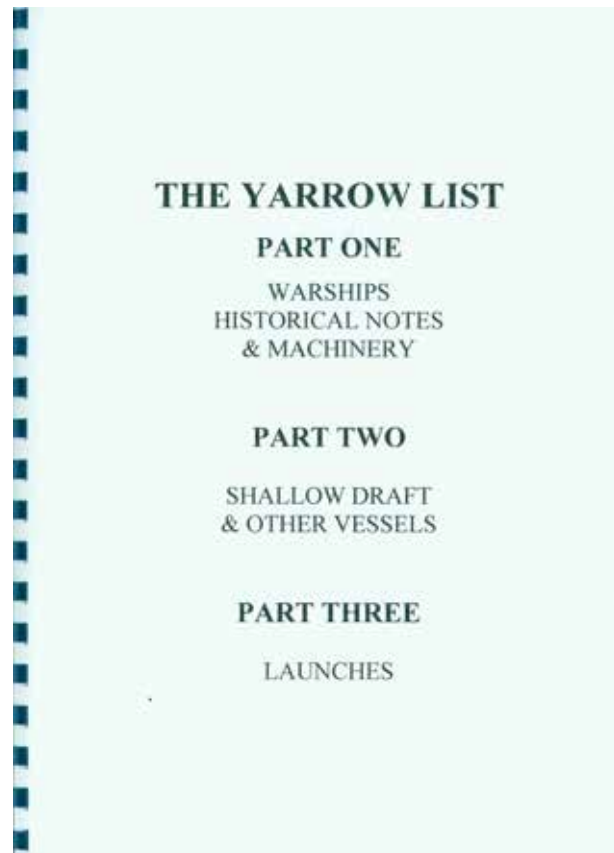 THE YARROW LIST
PART ONE
WARSHIPS
HISTORICAL NOTES
& MACHINERY
PART TWO
SHALLOW DRAFT
& OTHER VESSELS
PART THREE
LAUNCHES